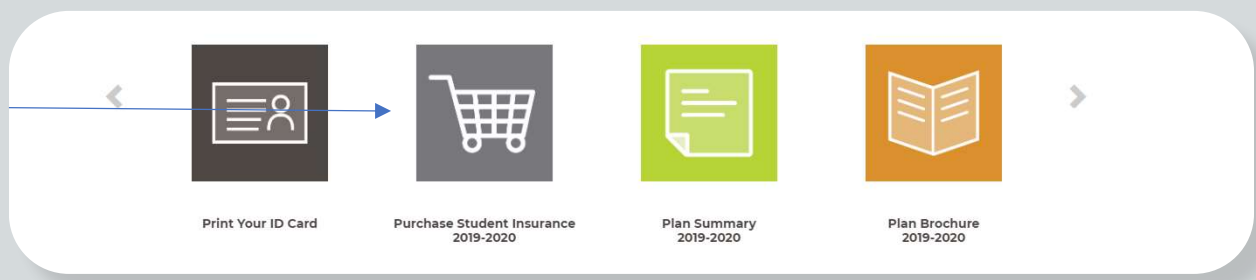 Print Your ID Card
Purchase Student Insurance
2019-2020
Plan Summary
2019-2020
Plan Brochure
2019-2020